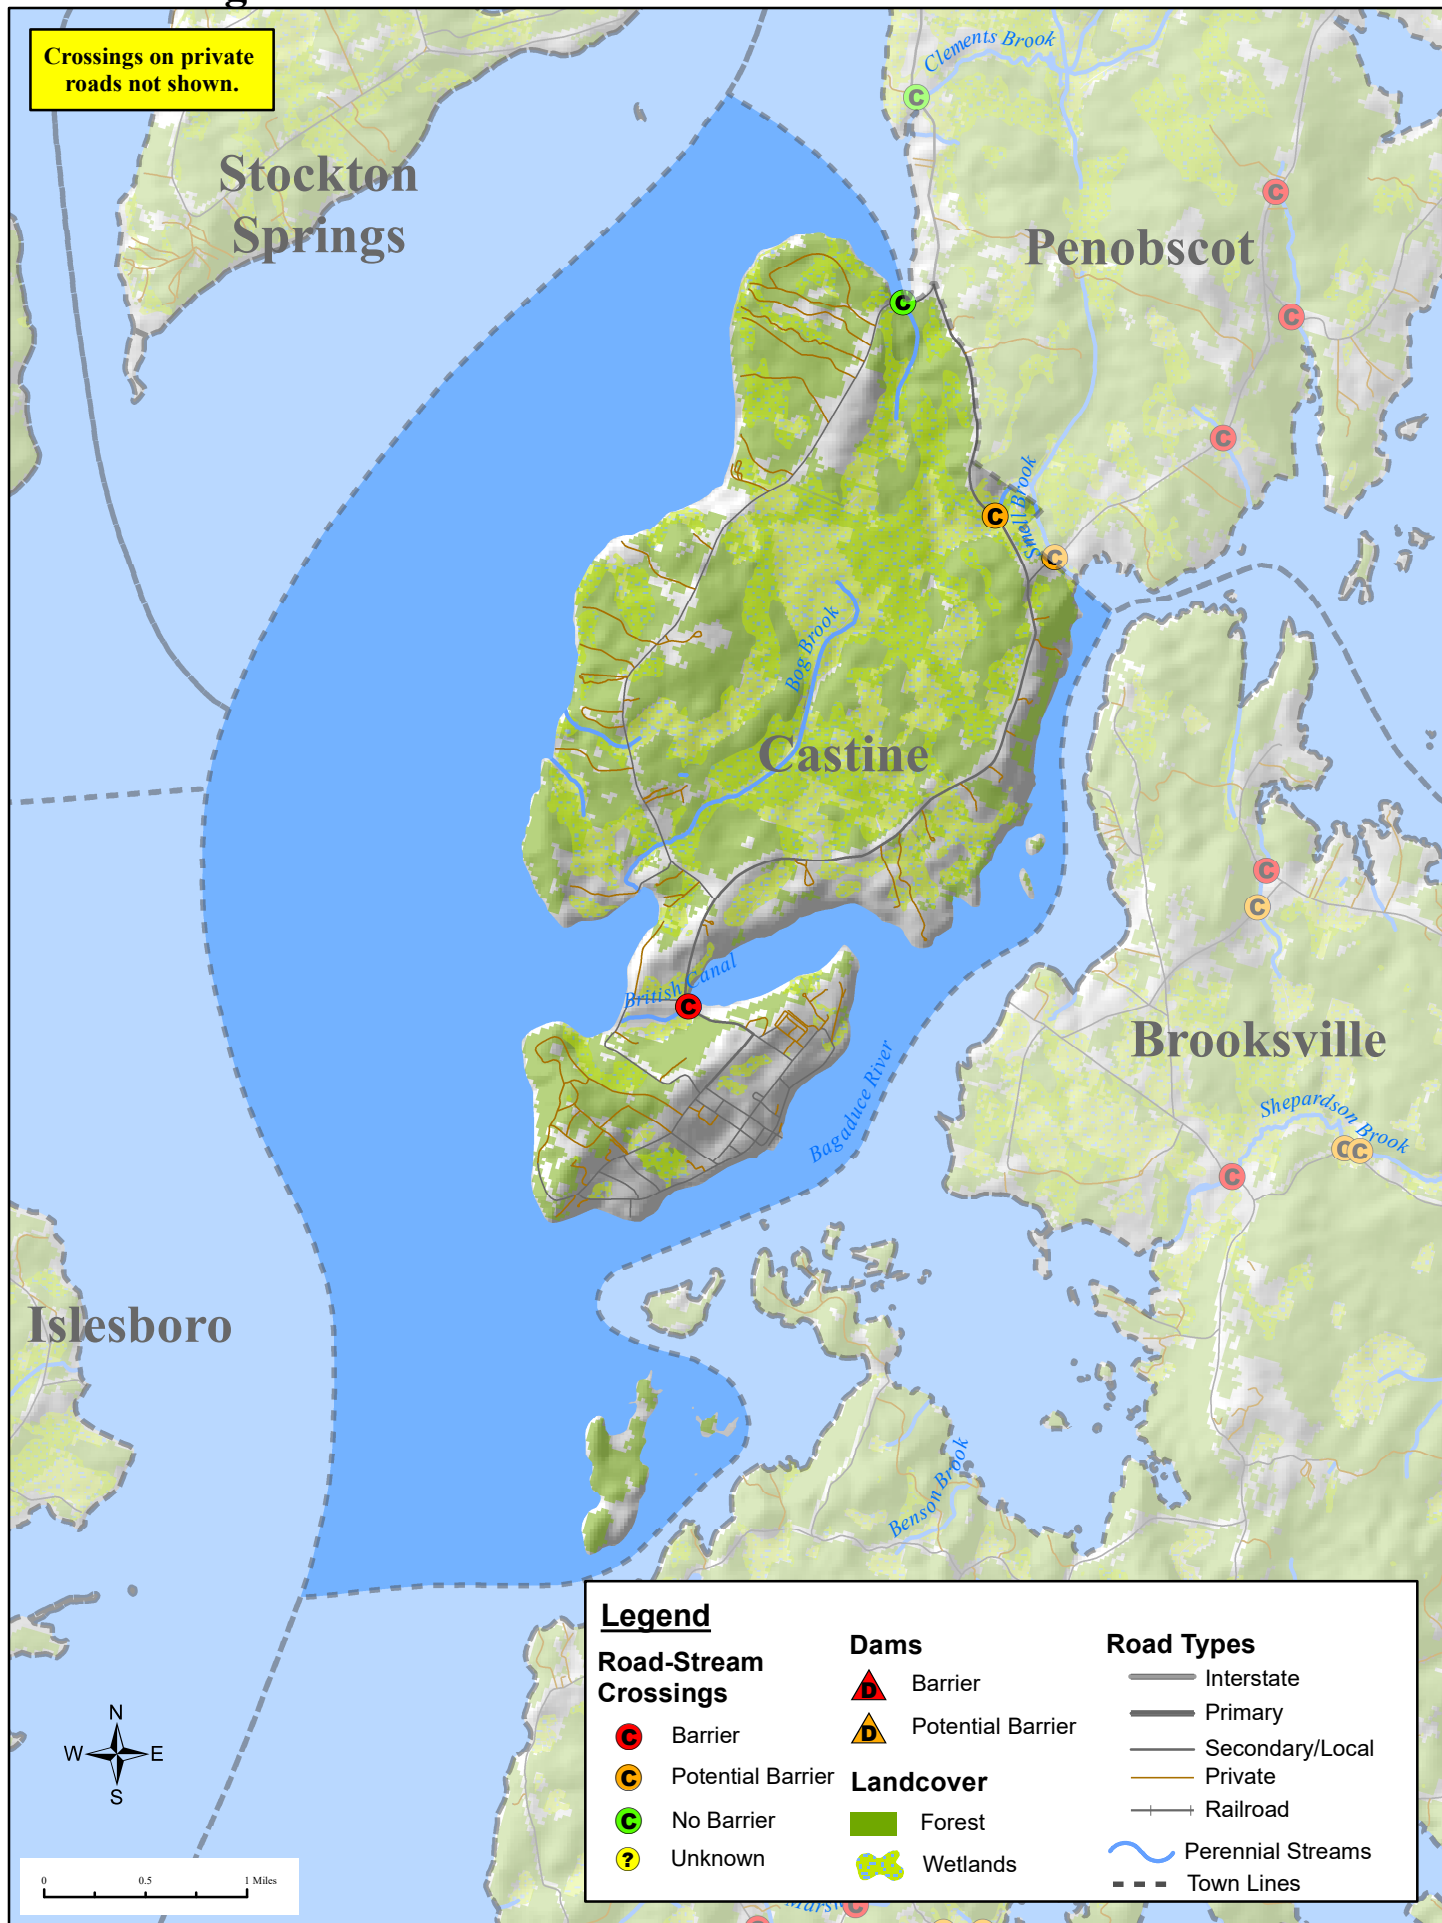 Crossings on private
roads not shown.
Clements Brook
Stockton
Springs
Penobscot
C
C
C
C
C
C
Smell Brook
C
Bog Brook
Castine
C
C
British Canal
C
Brooksville
Bagaduce River
Shepardson Brook
C
C
C
Islesboro
Benson Brook
Legend
Road-Stream
Crossings
C Barrier
C Potential Barrier
C No Barrier
? Unknown
Dams
D Barrier
D Potential Barrier
Landcover
Forest
Wetlands
Road Types
Interstate
Primary
Secondary/Local
Private
Railroad
Perennial Streams
Town Lines
N
W
E
S
0
0.5
1 Miles